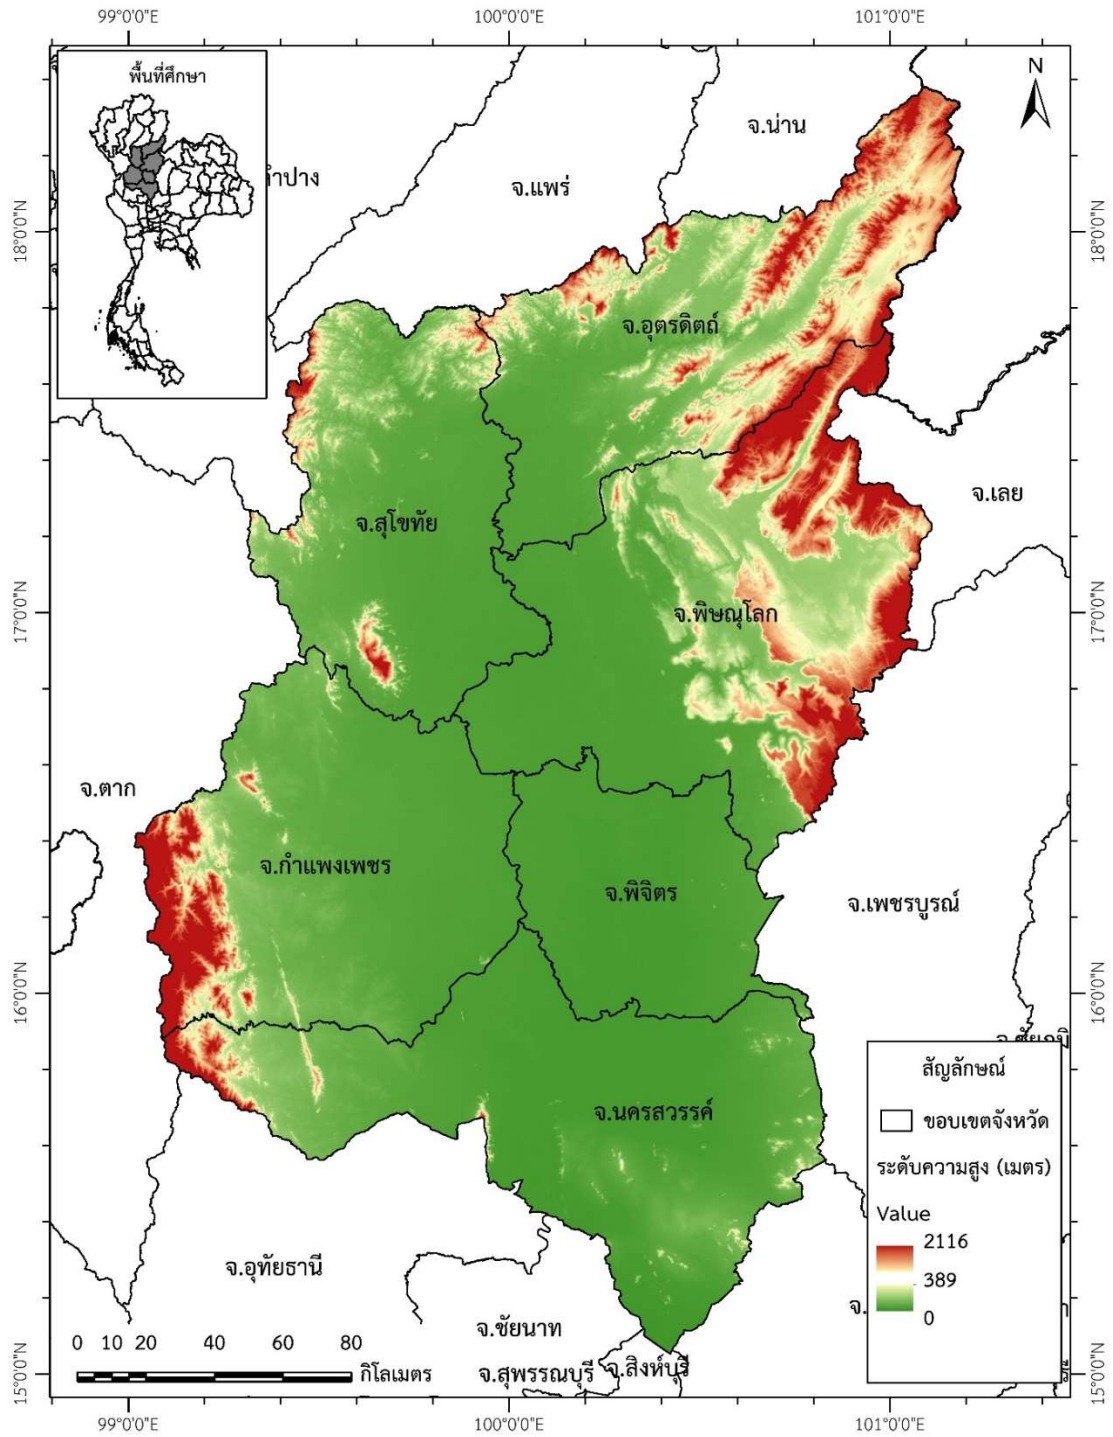 99°0'0"E 100°0'0"E 101°0'0"E
พื้นที่ศึกษา
N
จ.น่าน
จ.แพร่
18°0'0"N 18°0'0"N
จ.อุตรดิตถ์
จ.เลย
จ.สุโขทัย
17°0'0"N 17°0'0"N
จ.พิษณุโลก
จ.ตาก
จ.กำแพงเพชร
จ.พิจิตร
จ.เพชรบูรณ์
16°0'0"N 16°0'0"N
สัญลักษณ์
จ.นครสวรรค์
ขอบเขตจังหวัด
ระดับความสูง (เมตร)
Value
2116
389
0
จ.อุทัยธานี
จ.
จ.ชัยนาท
0 10 20 40 60 80
กิโลเมตร
จ.สุพรรณบุรี
จ.สิงห์บุรี
15°0'0"N 15°0'0"N
99°0'0"E 100°0'0"E 101°0'0"E